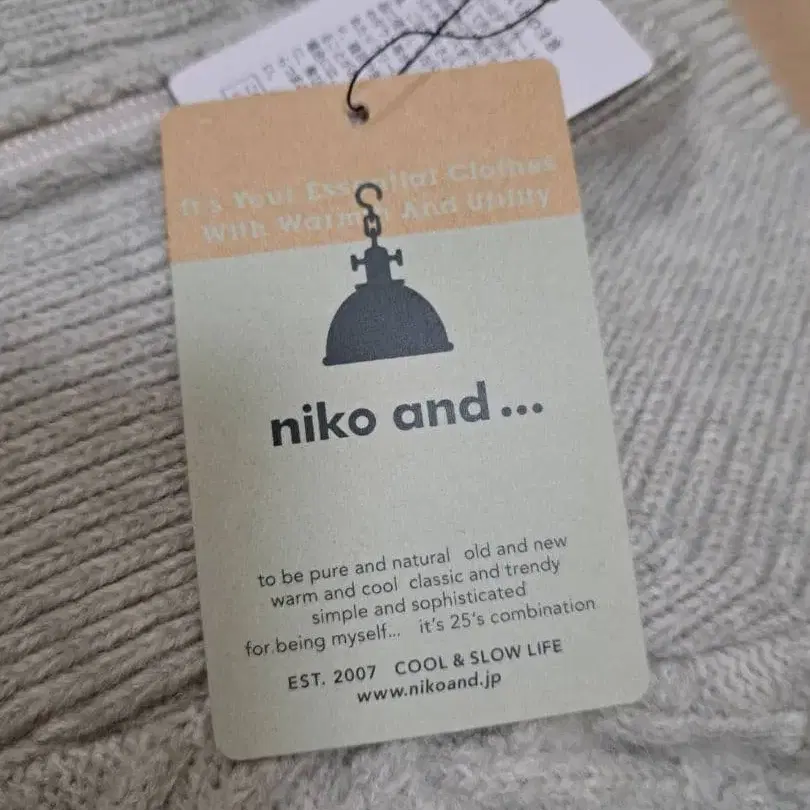 It's Your Essential Clothes
With Warmth And Utility
niko and ...
to be pure and natural old and new
warm and cool classic and trendy
simple and sophisticated
for being myself... it's 25's combination
EST. 2007 COOL & SLOW LIFE
www.nikoand.jp